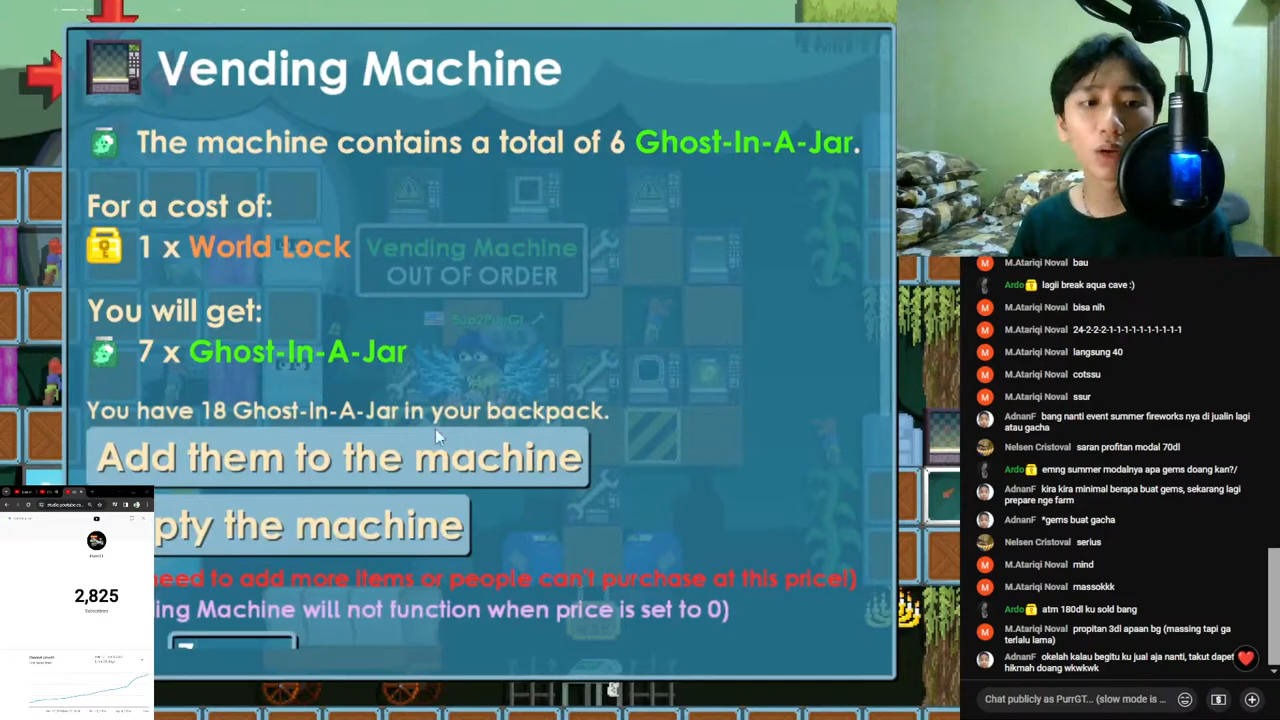 Vending Machine
The machine contains a total of 6 Ghost-In-A-Jar.
For a cost of:
1 x World Lock
Vending Machine
OUT OF ORDER
You will get:
Sub2PurrGt
7 x Ghost-In-A-Jar
You have 18 Ghost-In-A-Jar in your backpack.
Add them to the machine
pty the machine
need to add more items or people can't purchase at this price!)
ing Machine will not function when price is set to 0)
2,825
Subscribers
M.Atariqi Noval bau
Ardo lagii break aqua cave :)
M.Atariqi Noval bisa nih
M.Atariqi Noval 24-2-2-2-1-1-1-1-1-1-1-1-1-1
M.Atariqi Noval langsung 40
M.Atariqi Noval cotssu
M.Atariqi Noval ssur
AdnanF bang nanti event summer fireworks nya di jualin lagi
atau gacha
Nelsen Cristoval saran profitan modal 70dl
Ardo emng summer modalnya apa gems doang kan?/
AdnanF kira kira minimal berapa buat gems, sekarang lagi
prepare nge farm
AdnanF *gems buat gacha
Nelsen Cristoval serius
M.Atariqi Noval mind
M.Atariqi Noval massokkk
Ardo atm 180dl ku sold bang
M.Atariqi Noval propitan 3dl apaan bg (massing tapi ga
terlalu lama)
AdnanF okelah kalau begitu ku jual aja nanti, takut dapet
hikmah doang wkwkwk
Chat publicly as PurrGT... (slow mode is ...